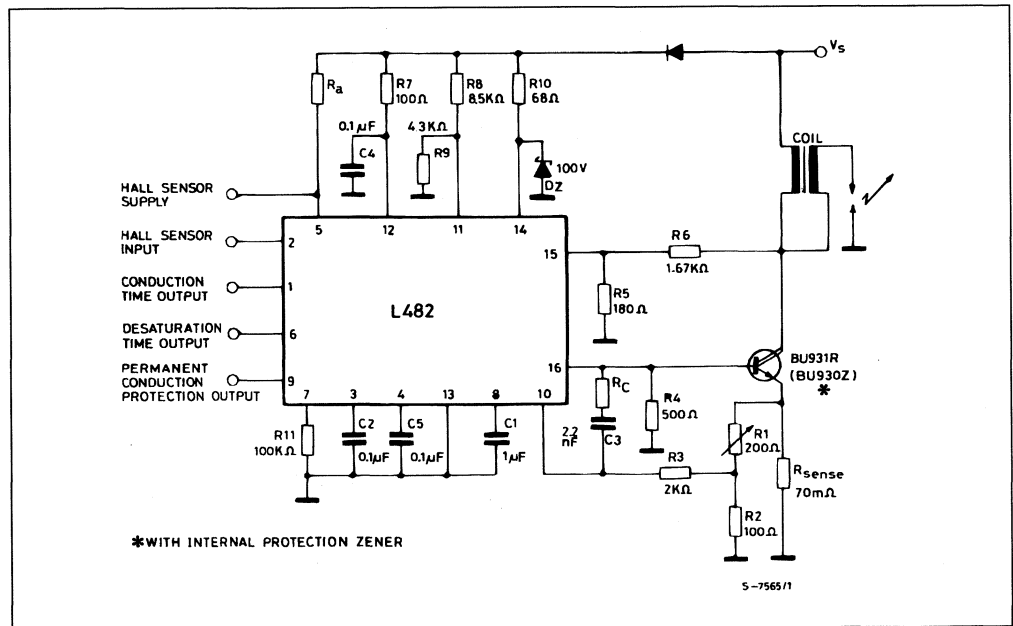 Vs
Ra
R7
100Ω
R8
8.5KΩ
R10
68Ω
0.1µF
C4
4.3KΩ
R9
100V
DZ
COIL
HALL SENSOR
SUPPLY
5
12
11
14
HALL SENSOR
INPUT
2
15
R6
1.67KΩ
CONDUCTION
TIME OUTPUT
1
L482
R5
180Ω
DESATURATION
TIME OUTPUT
6
BU931R
(BU930Z)
*
PERMANENT
CONDUCTION
PROTECTION OUTPUT
9
16
7
3
4
13
8
10
RC
R4
500Ω
R11
100KΩ
C2
0.1µF
C5
0.1µF
C1
1µF
2.2
nF
C3
R3
2KΩ
R1
200Ω
Rsense
70mΩ
R2
100Ω
*WITH INTERNAL PROTECTION ZENER
S-7565/1